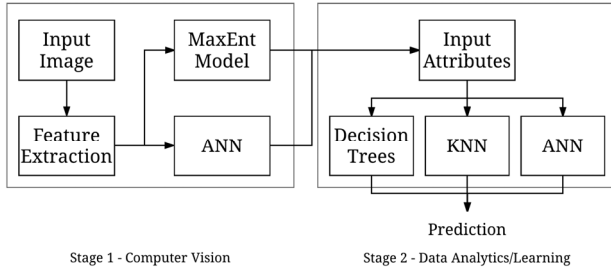 Input
Image
Feature
Extraction
MaxEnt
Model
ANN
Input
Attributes
Decision
Trees
KNN
ANN
Prediction
Stage 1 - Computer Vision
Stage 2 - Data Analytics/Learning